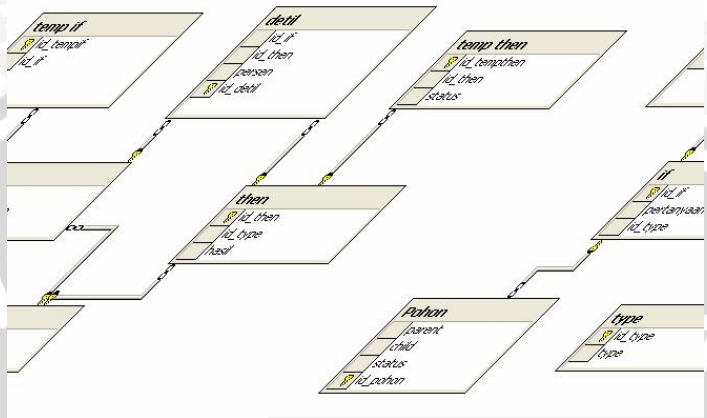 temp if
id_tempif
id_if
detil
id_if
id_then
persen
id_detil
temp then
id_tempthen
id_then
status
then
id_then
id_type
hasil
if
id_if
pertanyaan
id_type
Pohon
parent
child
status
id_pohon
type
id_type
type